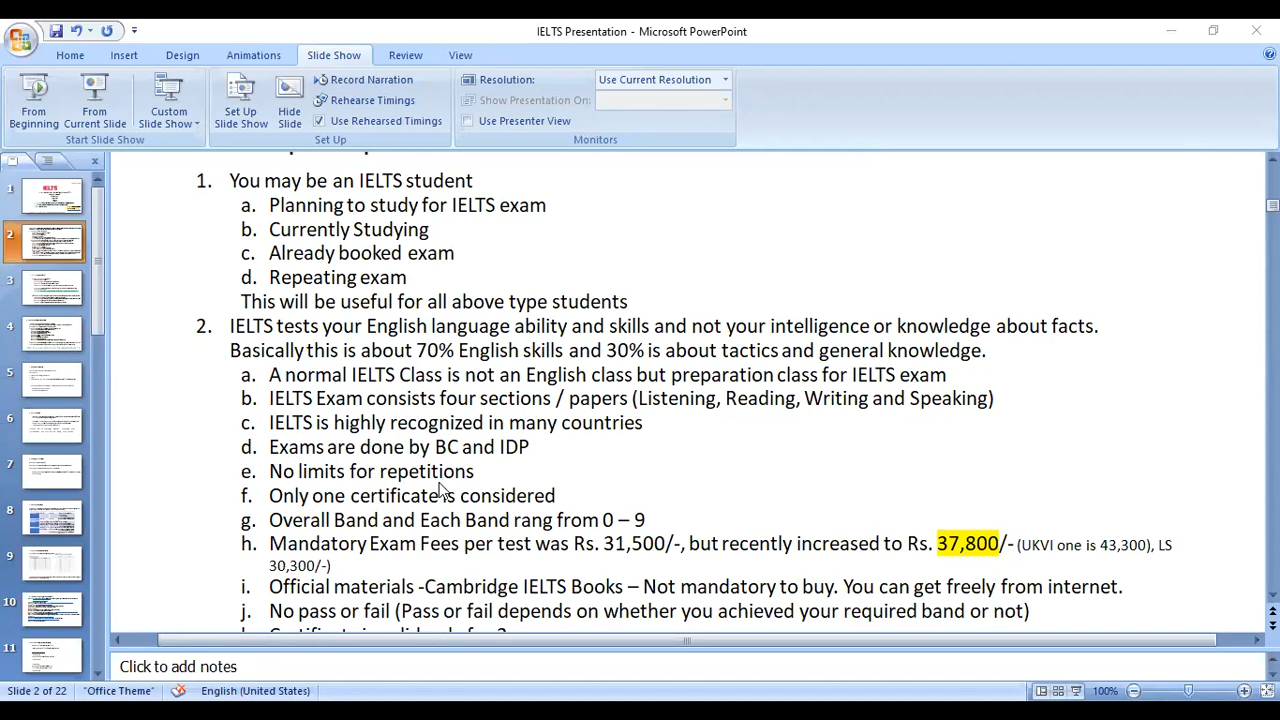 IELTS Presentation - Microsoft PowerPoint
Home Insert Design Animations Slide Show Review View
From Beginning
From Current Slide
Custom Slide Show
Start Slide Show
Set Up Slide Show
Hide Slide
Record Narration
Rehearse Timings
Use Rehearsed Timings
Set Up
Resolution: Use Current Resolution
Show Presentation On:
Use Presenter View
Monitors
1
2
3
4
5
6
7
8
9
10
11
IELTS
1. You may be an IELTS student
a. Planning to study for IELTS exam
b. Currently Studying
c. Already booked exam
d. Repeating exam
This will be useful for all above type students
2. IELTS tests your English language ability and skills and not your intelligence or knowledge about facts.
Basically this is about 70% English skills and 30% is about tactics and general knowledge.
a. A normal IELTS Class is not an English class but preparation class for IELTS exam
b. IELTS Exam consists four sections / papers (Listening, Reading, Writing and Speaking)
c. IELTS is highly recognized in many countries
d. Exams are done by BC and IDP
e. No limits for repetitions
f. Only one certificate is considered
g. Overall Band and Each Band rang from 0 – 9
h. Mandatory Exam Fees per test was Rs. 31,500/-, but recently increased to Rs. 37,800/- (UKVI one is 43,300), LS
30,300/-)
i. Official materials -Cambridge IELTS Books – Not mandatory to buy. You can get freely from internet.
j. No pass or fail (Pass or fail depends on whether you achieved your required band or not)
Click to add notes
Slide 2 of 22 "Office Theme" English (United States) 100%